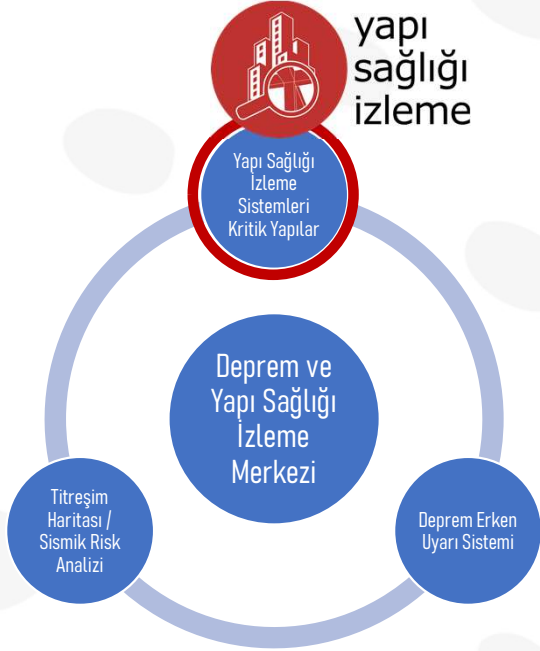 yapı
sağlığı
izleme
Yapı Sağlığı
İzleme
Sistemleri
Kritik Yapılar
Deprem ve
Yapı Sağlığı
İzleme
Merkezi
Titreşim
Haritası /
Sismik Risk
Analizi
Deprem Erken
Uyarı Sistemi